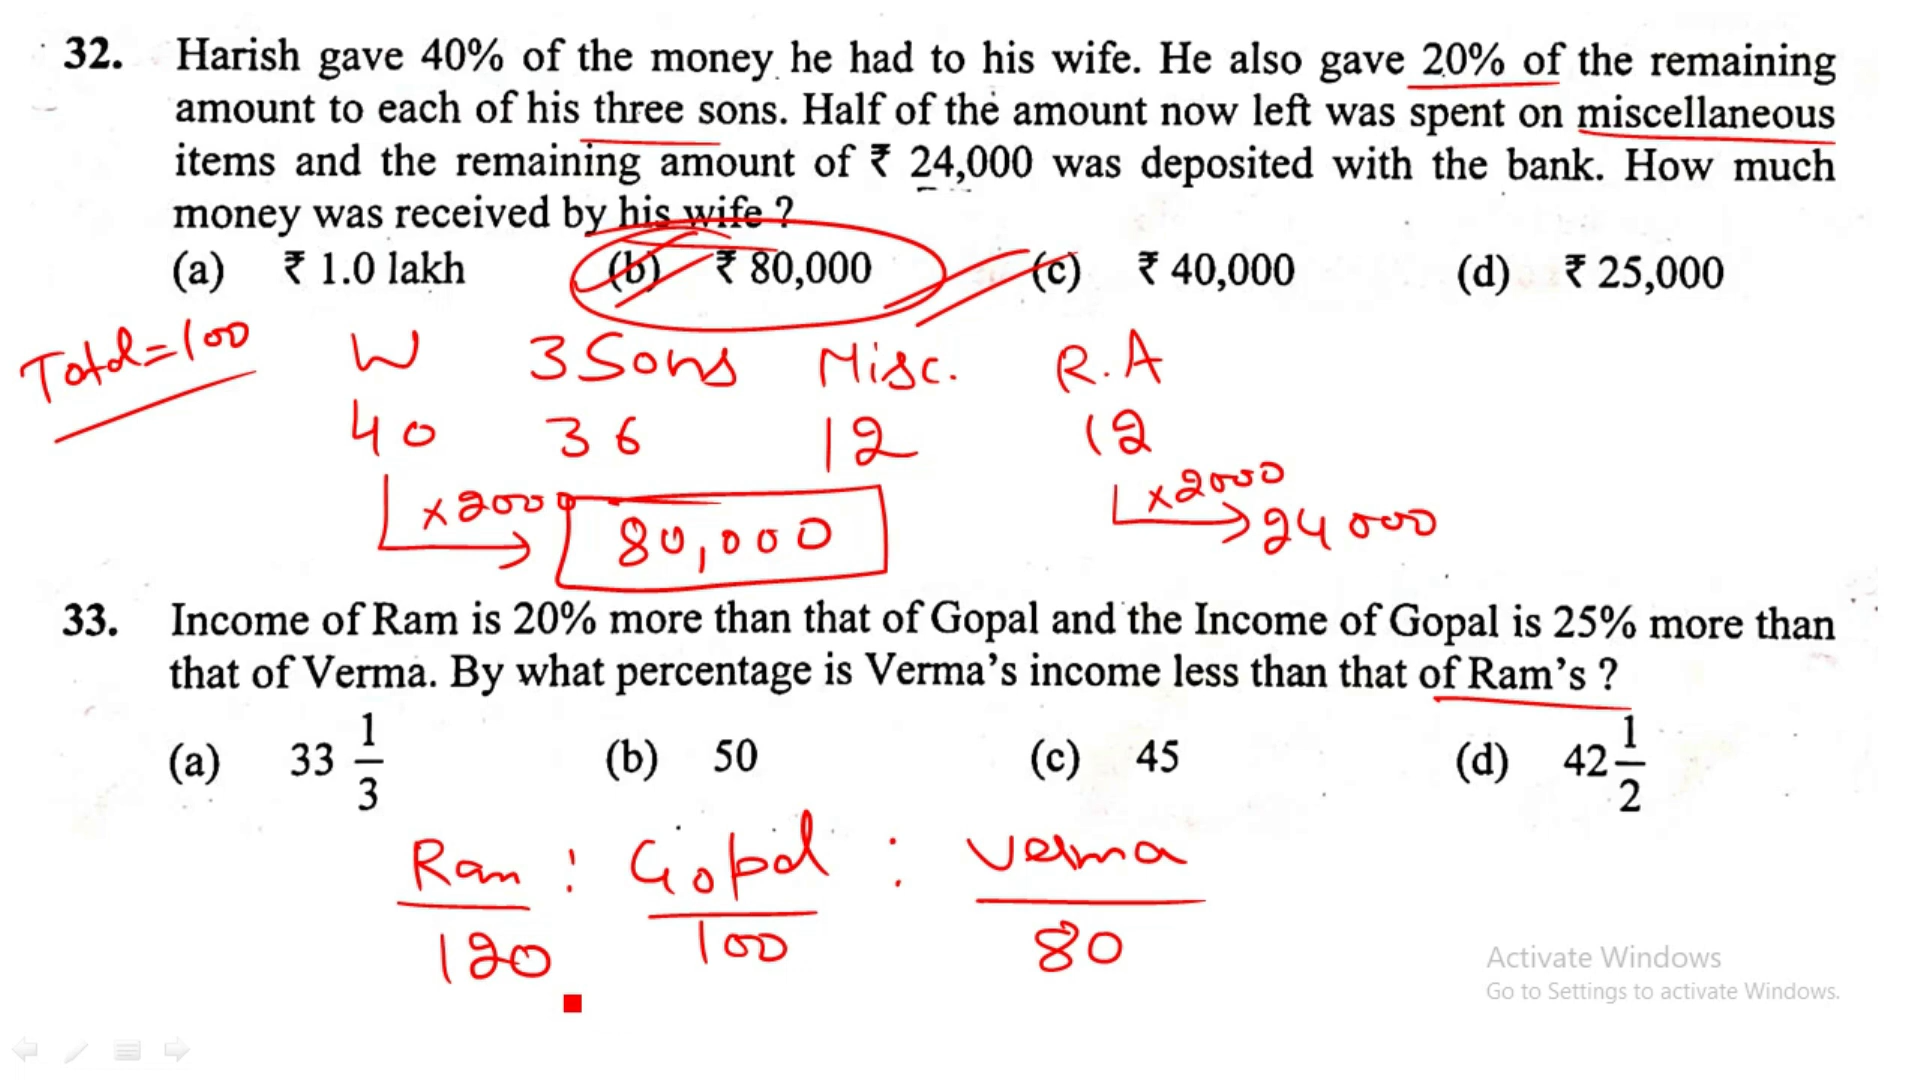 32. Harish gave 40% of the money he had to his wife. He also gave 20% of the remaining
amount to each of his three sons. Half of the amount now left was spent on miscellaneous
items and the remaining amount of ₹ 24,000 was deposited with the bank. How much
money was received by his wife ?
(a) ₹ 1.0 lakh (b) ₹ 80,000 (c) ₹ 40,000 (d) ₹ 25,000
Total=100 W 3 Sons Misc. R.A
40 36 12 12
×2000 80,000 ×2000 24000
33. Income of Ram is 20% more than that of Gopal and the Income of Gopal is 25% more than
that of Verma. By what percentage is Verma's income less than that of Ram's ?
(a) 33 1/3 (b) 50 (c) 45 (d) 42 1/2
Ram : Gopal : Verma
120 100 80
Activate Windows
Go to Settings to activate Windows.